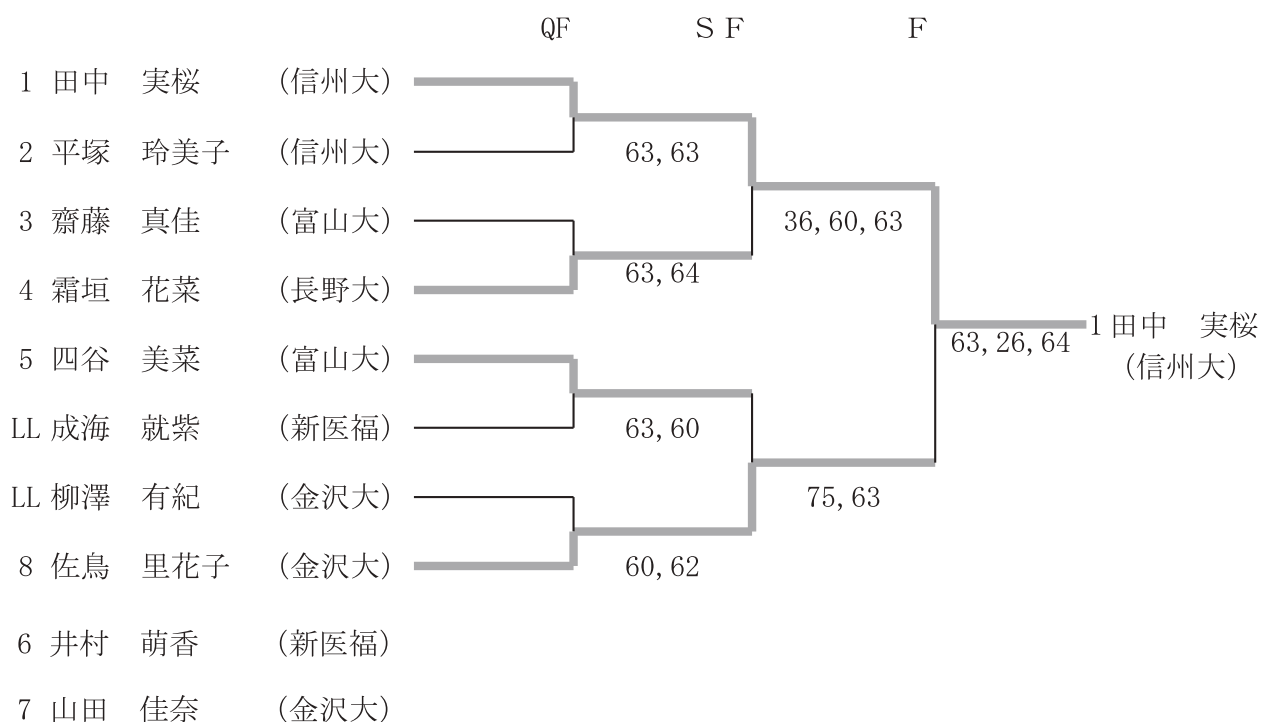 QF ＳＦ Ｆ
1 田中　実桜 (信州大)
2 平塚　玲美子 (信州大)
63,63
3 齋藤　真佳 (富山大)
36,60,63
4 霜垣　花菜 (長野大)
63,64
1 田中　実桜
(信州大)
63,26,64
5 四谷　美菜 (富山大)
LL 成海　就紫 (新医福)
63,60
LL 柳澤　有紀 (金沢大)
75,63
8 佐鳥　里花子 (金沢大)
60,62
6 井村　萌香 (新医福)
7 山田　佳奈 (金沢大)